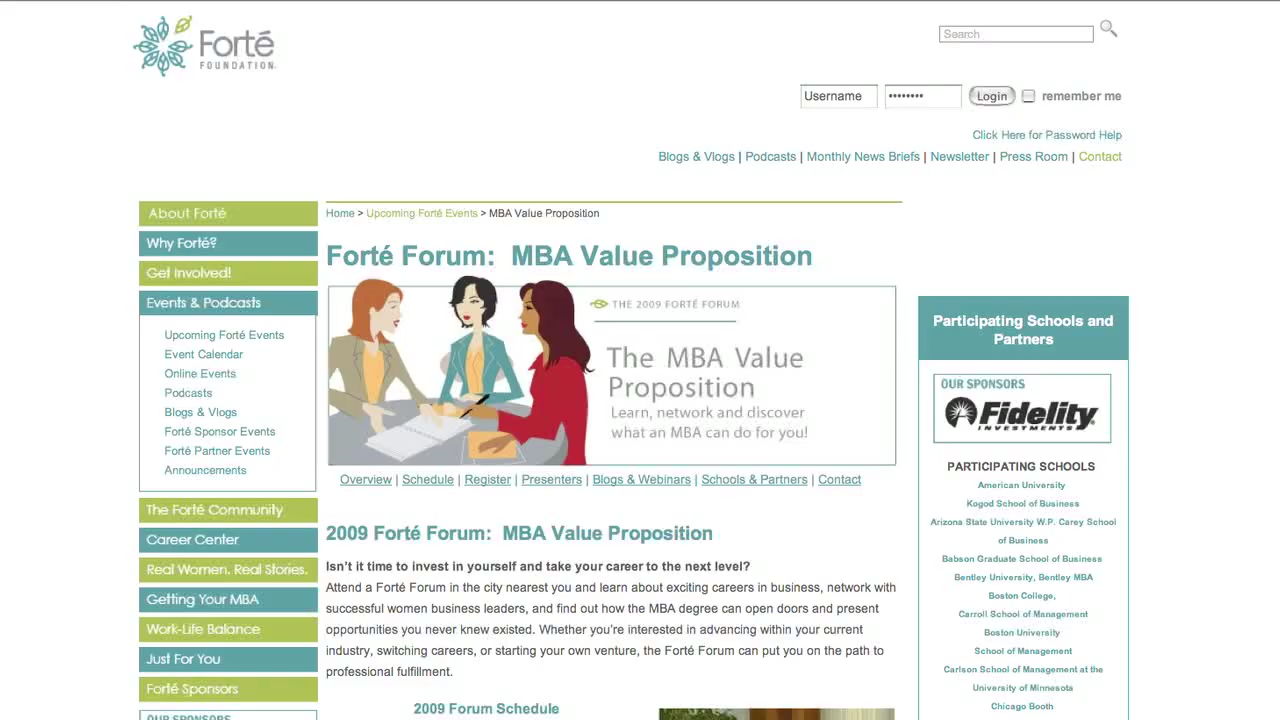 Forté
FOUNDATION
Search
Username
••••••••
Login
remember me
Click Here for Password Help
Blogs & Vlogs | Podcasts | Monthly News Briefs | Newsletter | Press Room | Contact
About Forté
Why Forté?
Get Involved!
Events & Podcasts
Upcoming Forté Events
Event Calendar
Online Events
Podcasts
Blogs & Vlogs
Forté Sponsor Events
Forté Partner Events
Announcements
The Forté Community
Career Center
Real Women. Real Stories.
Getting Your MBA
Work-Life Balance
Just For You
Forté Sponsors
OUR SPONSORS
Home > Upcoming Forté Events > MBA Value Proposition
Forté Forum: MBA Value Proposition
THE 2009 FORTÉ FORUM
The MBA Value
Proposition
Learn, network and discover
what an MBA can do for you!
Overview | Schedule | Register | Presenters | Blogs & Webinars | Schools & Partners | Contact
2009 Forté Forum: MBA Value Proposition
Isn't it time to invest in yourself and take your career to the next level?
Attend a Forté Forum in the city nearest you and learn about exciting careers in business, network with
successful women business leaders, and find out how the MBA degree can open doors and present
opportunities you never knew existed. Whether you're interested in advancing within your current
industry, switching careers, or starting your own venture, the Forté Forum can put you on the path to
professional fulfillment.
2009 Forum Schedule
Participating Schools and
Partners
OUR SPONSORS
Fidelity
INVESTMENTS
PARTICIPATING SCHOOLS
American University
Kogod School of Business
Arizona State University W.P. Carey School
of Business
Babson Graduate School of Business
Bentley University, Bentley MBA
Boston College,
Carroll School of Management
Boston University
School of Management
Carlson School of Management at the
University of Minnesota
Chicago Booth